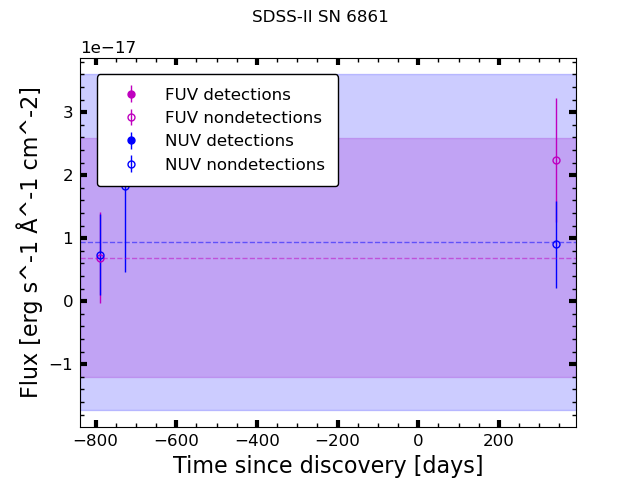 SDSS-II SN 6861
1e−17
FUV detections
FUV nondetections
NUV detections
NUV nondetections
3
2
1
0
−1
Flux [erg s^-1 Å^-1 cm^-2]
−800 −600 −400 −200 0 200
Time since discovery [days]